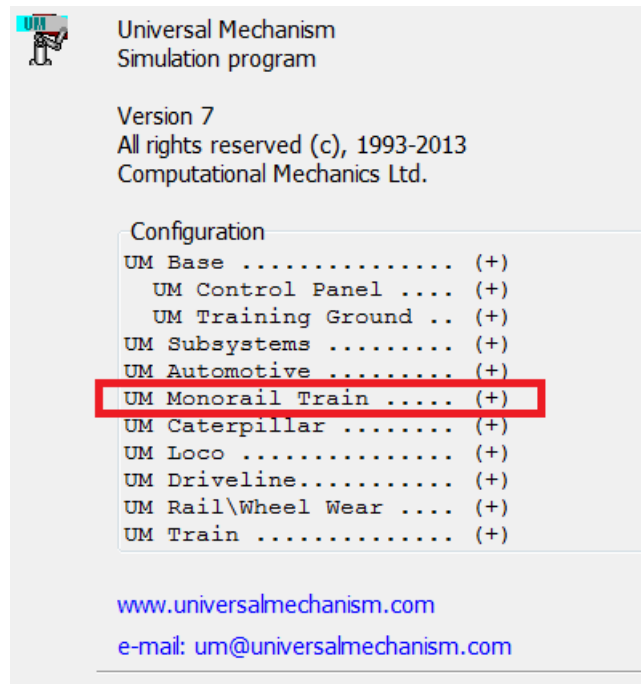 UM
Universal Mechanism
Simulation program
Version 7
All rights reserved (c), 1993-2013
Computational Mechanics Ltd.
Configuration
UM Base ............... (+)
UM Control Panel .... (+)
UM Training Ground .. (+)
UM Subsystems ......... (+)
UM Automotive ......... (+)
UM Monorail Train ..... (+)
UM Caterpillar ........ (+)
UM Loco ............... (+)
UM Driveline........... (+)
UM Rail\Wheel Wear .... (+)
UM Train .............. (+)
www.universalmechanism.com
e-mail: um@universalmechanism.com